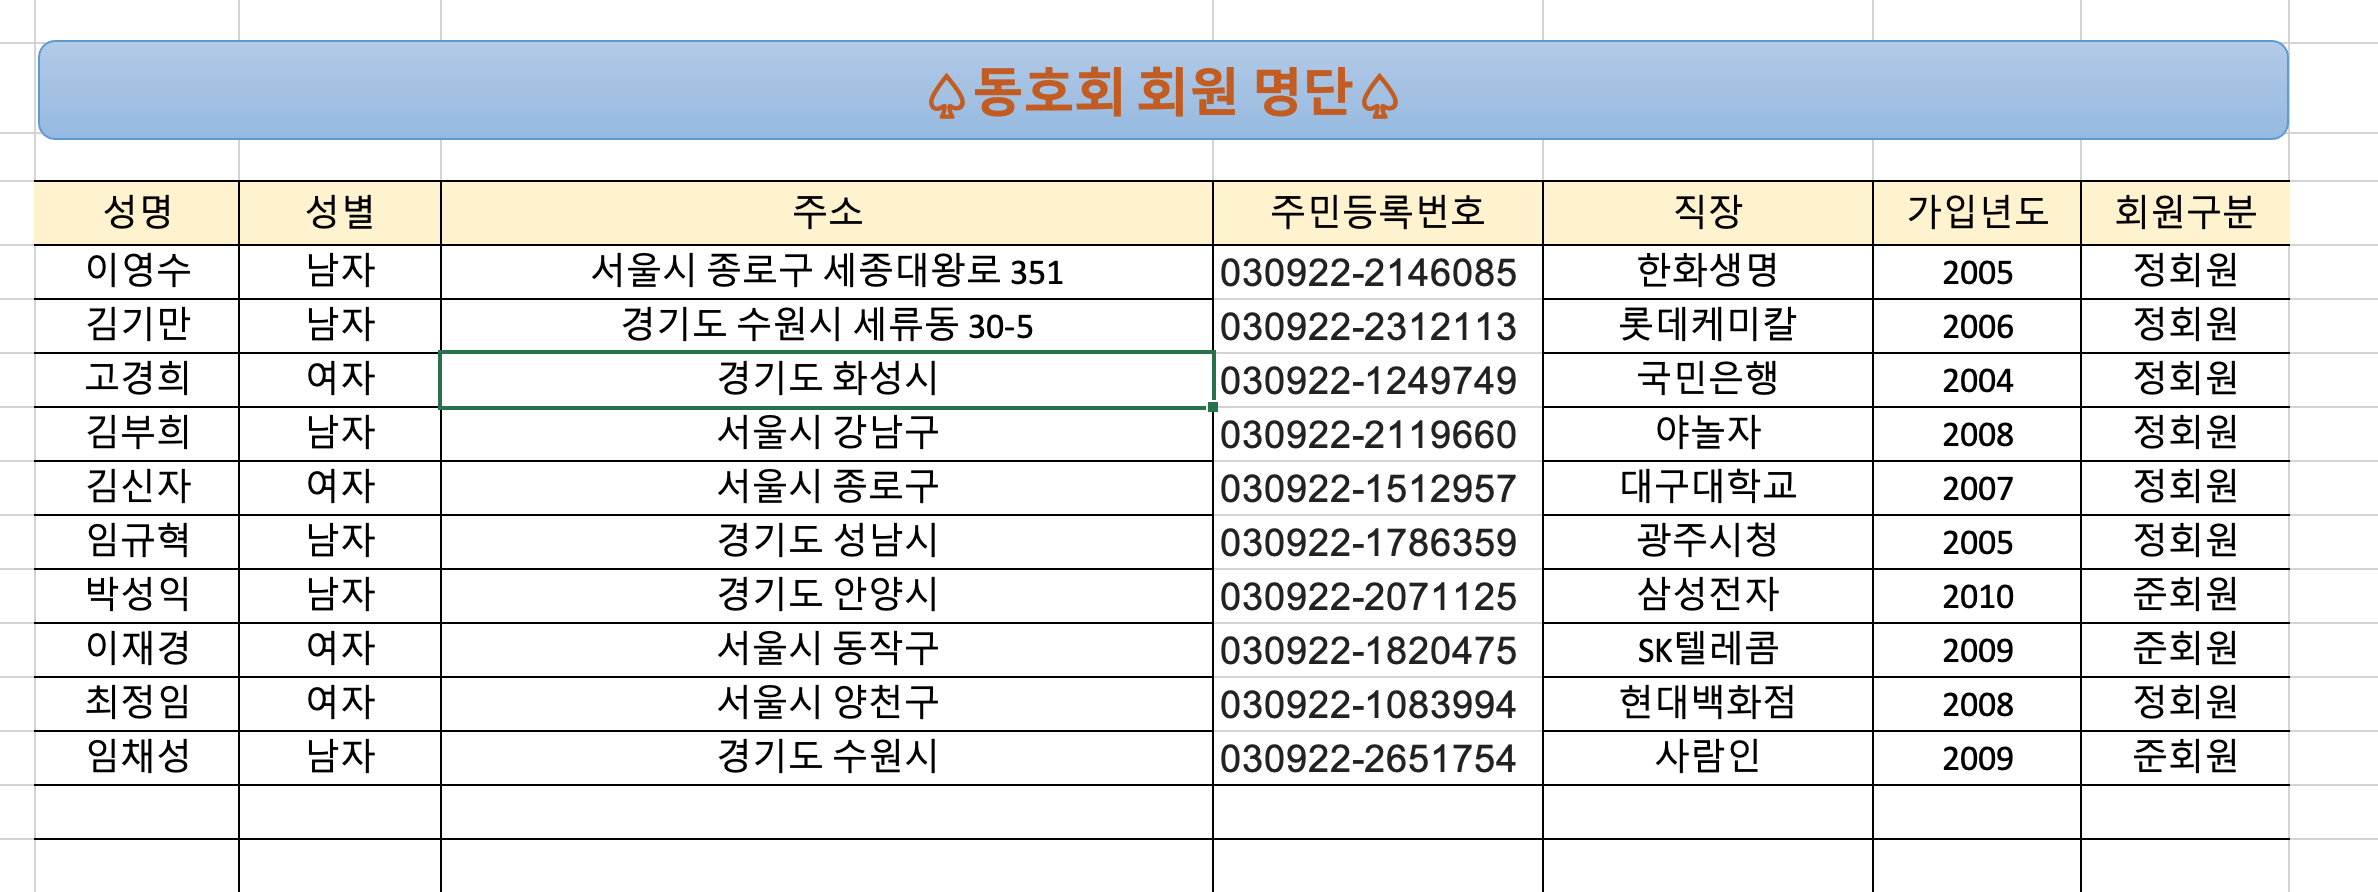 ♤동호회 회원 명단♤
성명 성별 주소 주민등록번호 직장 가입년도 회원구분
이영수 남자 서울시 종로구 세종대왕로 351 030922-2146085 한화생명 2005 정회원
김기만 남자 경기도 수원시 세류동 30-5 030922-2312113 롯데케미칼 2006 정회원
고경희 여자 경기도 화성시 030922-1249749 국민은행 2004 정회원
김부희 남자 서울시 강남구 030922-2119660 야놀자 2008 정회원
김신자 여자 서울시 종로구 030922-1512957 대구대학교 2007 정회원
임규혁 남자 경기도 성남시 030922-1786359 광주시청 2005 정회원
박성익 남자 경기도 안양시 030922-2071125 삼성전자 2010 준회원
이재경 여자 서울시 동작구 030922-1820475 SK텔레콤 2009 준회원
최정임 여자 서울시 양천구 030922-1083994 현대백화점 2008 정회원
임채성 남자 경기도 수원시 030922-2651754 사람인 2009 준회원